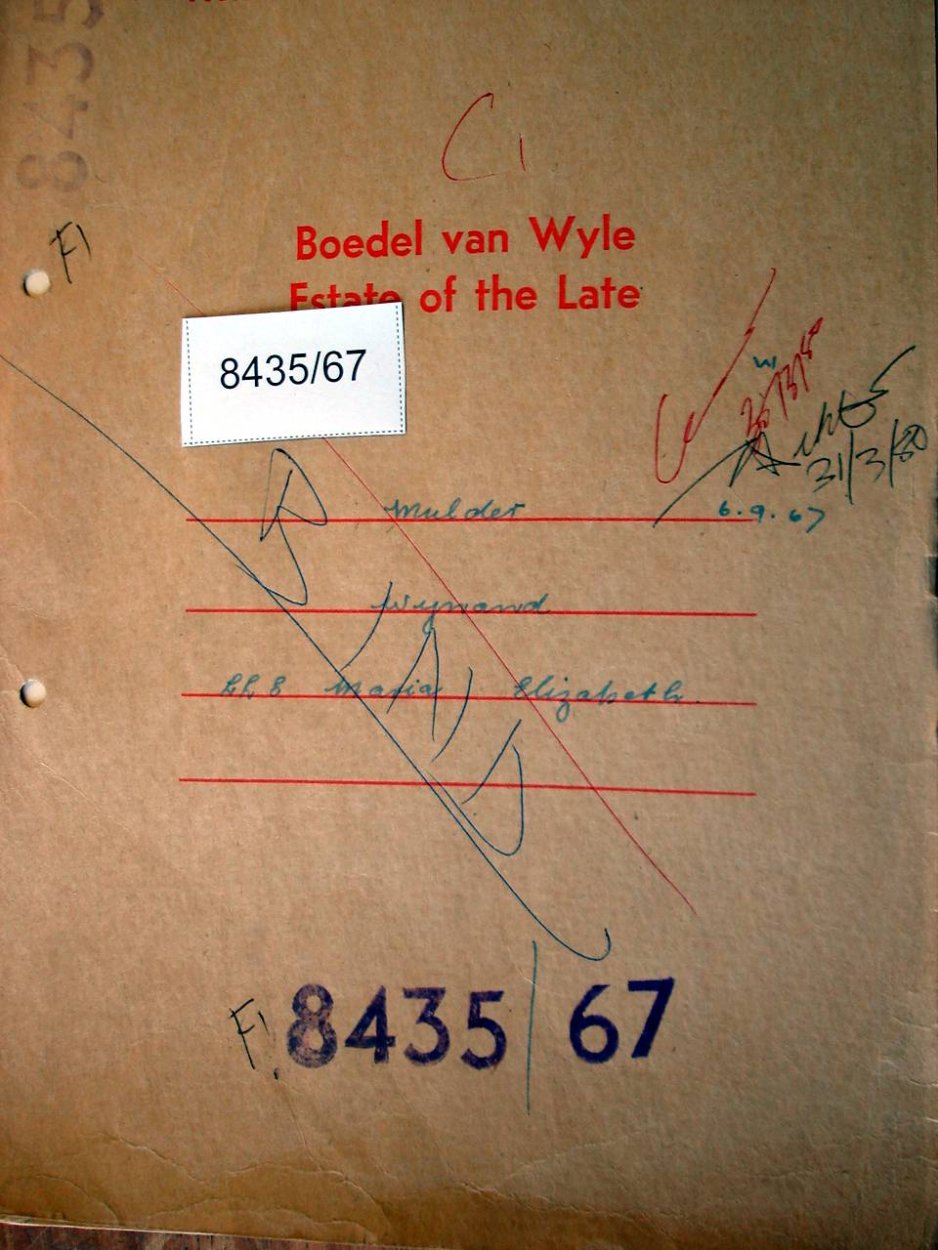 8435
C1
F1
Boedel van Wyle
Estate of the Late
8435/67
31/3/80
Mulder
6.9.67
Wynand
Maria Elizabeth
F1
8435/67